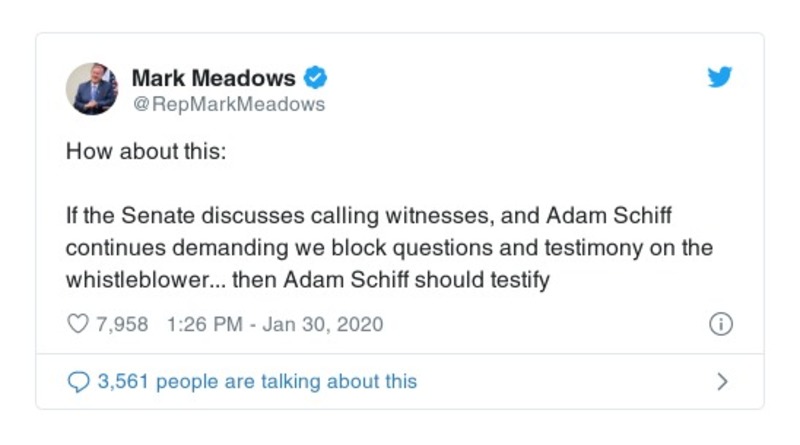 Mark Meadows
@RepMarkMeadows
How about this:
If the Senate discusses calling witnesses, and Adam Schiff
continues demanding we block questions and testimony on the
whistleblower... then Adam Schiff should testify
7,958 1:26 PM - Jan 30, 2020
3,561 people are talking about this